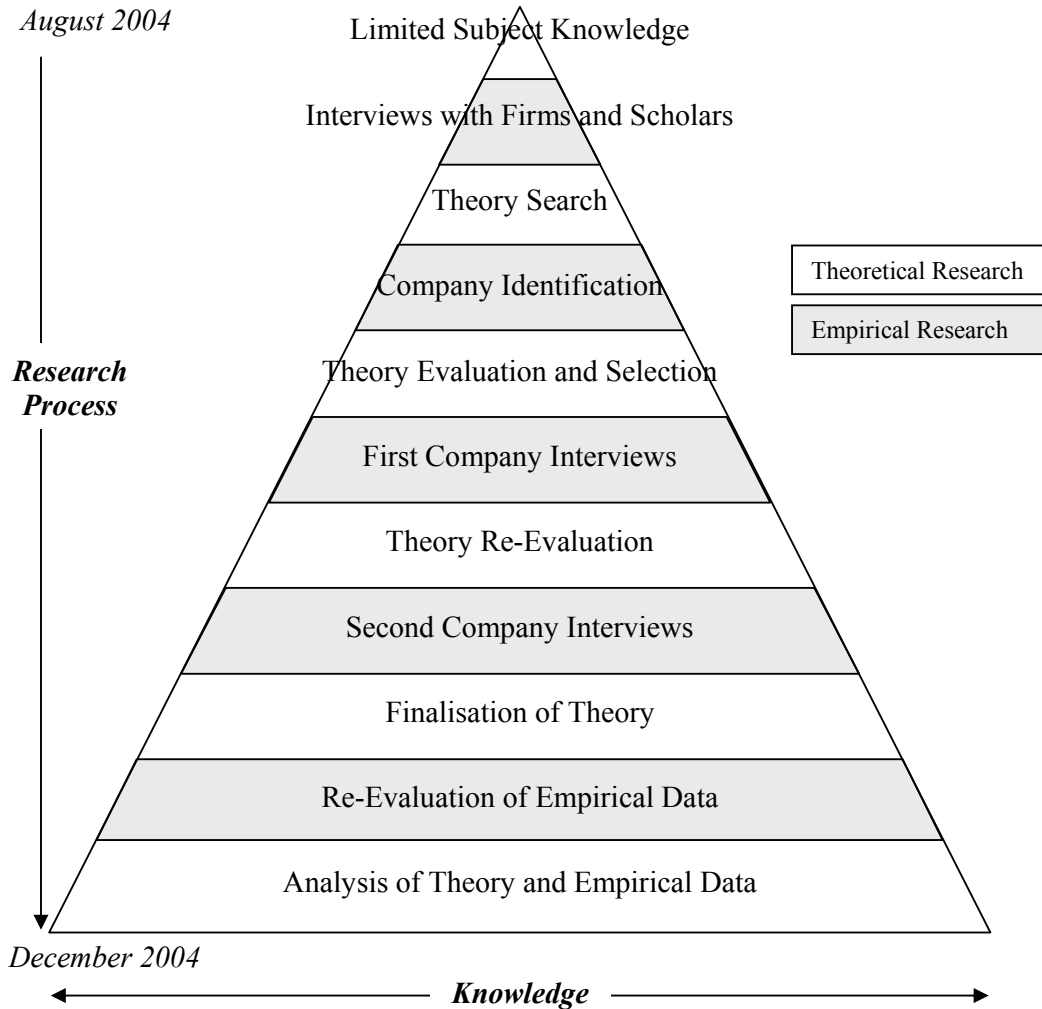 August 2004
Limited Subject Knowledge
Interviews with Firms and Scholars
Theory Search
Company Identification
Theoretical Research
Empirical Research
Theory Evaluation and Selection
Research
Process
First Company Interviews
Theory Re-Evaluation
Second Company Interviews
Finalisation of Theory
Re-Evaluation of Empirical Data
Analysis of Theory and Empirical Data
December 2004
Knowledge